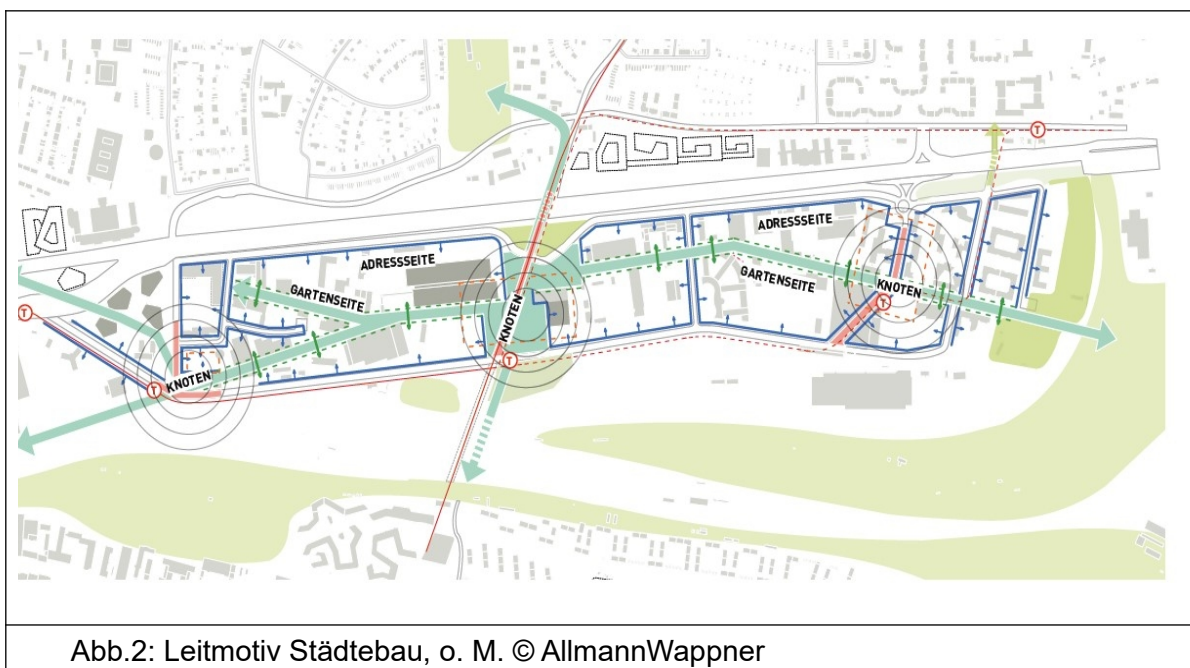 T
ADRESSSEITE
ADRESSSEITE
GARTENSEITE
GARTENSEITE
KNOTEN
T
T
KNOTEN
T
T
KNOTEN
Abb.2: Leitmotiv Städtebau, o. M. © AllmannWappner